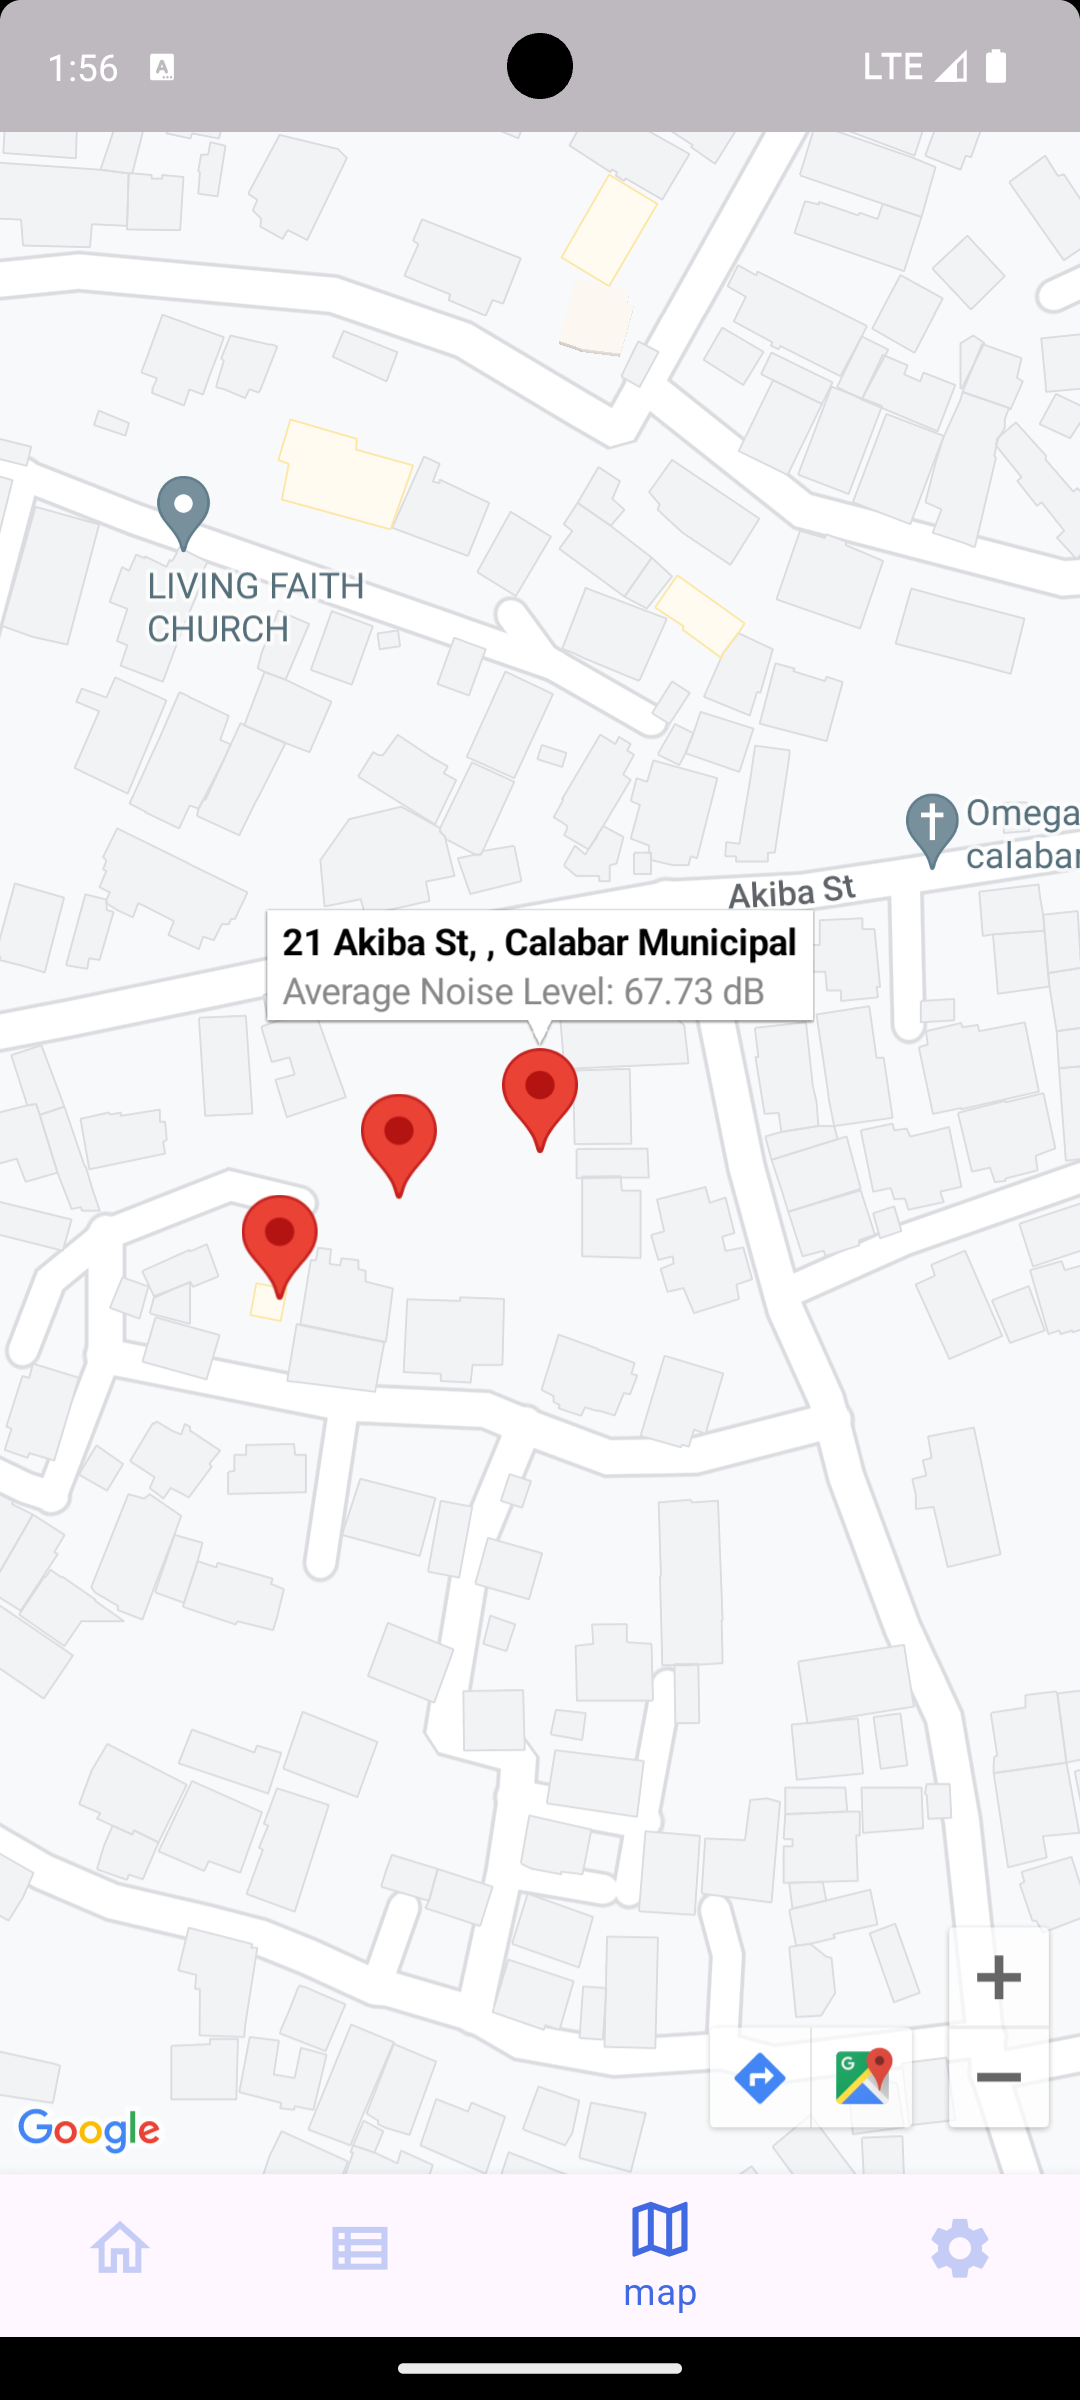 1:56
A
LTE
LIVING FAITH
CHURCH
Omega
calabar
Akiba St
21 Akiba St, , Calabar Municipal
Average Noise Level: 67.73 dB
G
Google
map